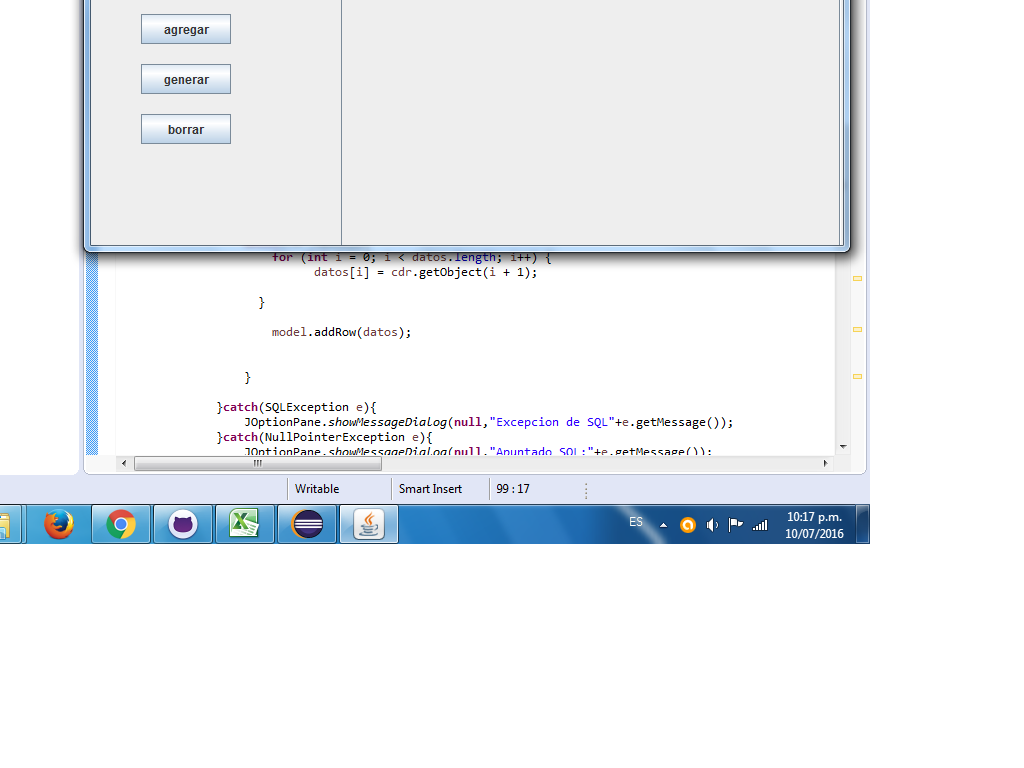 agregar
generar
borrar
for (int i = 0; i < datos.length; i++) {
datos[i] = cdr.getObject(i + 1);
}
model.addRow(datos);
}
}catch(SQLException e){
JOptionPane.showMessageDialog(null,"Excepcion de SQL"+e.getMessage());
}catch(NullPointerException e){
JOptionPane.showMessageDialog(null,"Apuntado SQL:"+e.getMessage());
Writable
Smart Insert
99 : 17
ES
10:17 p.m.
10/07/2016